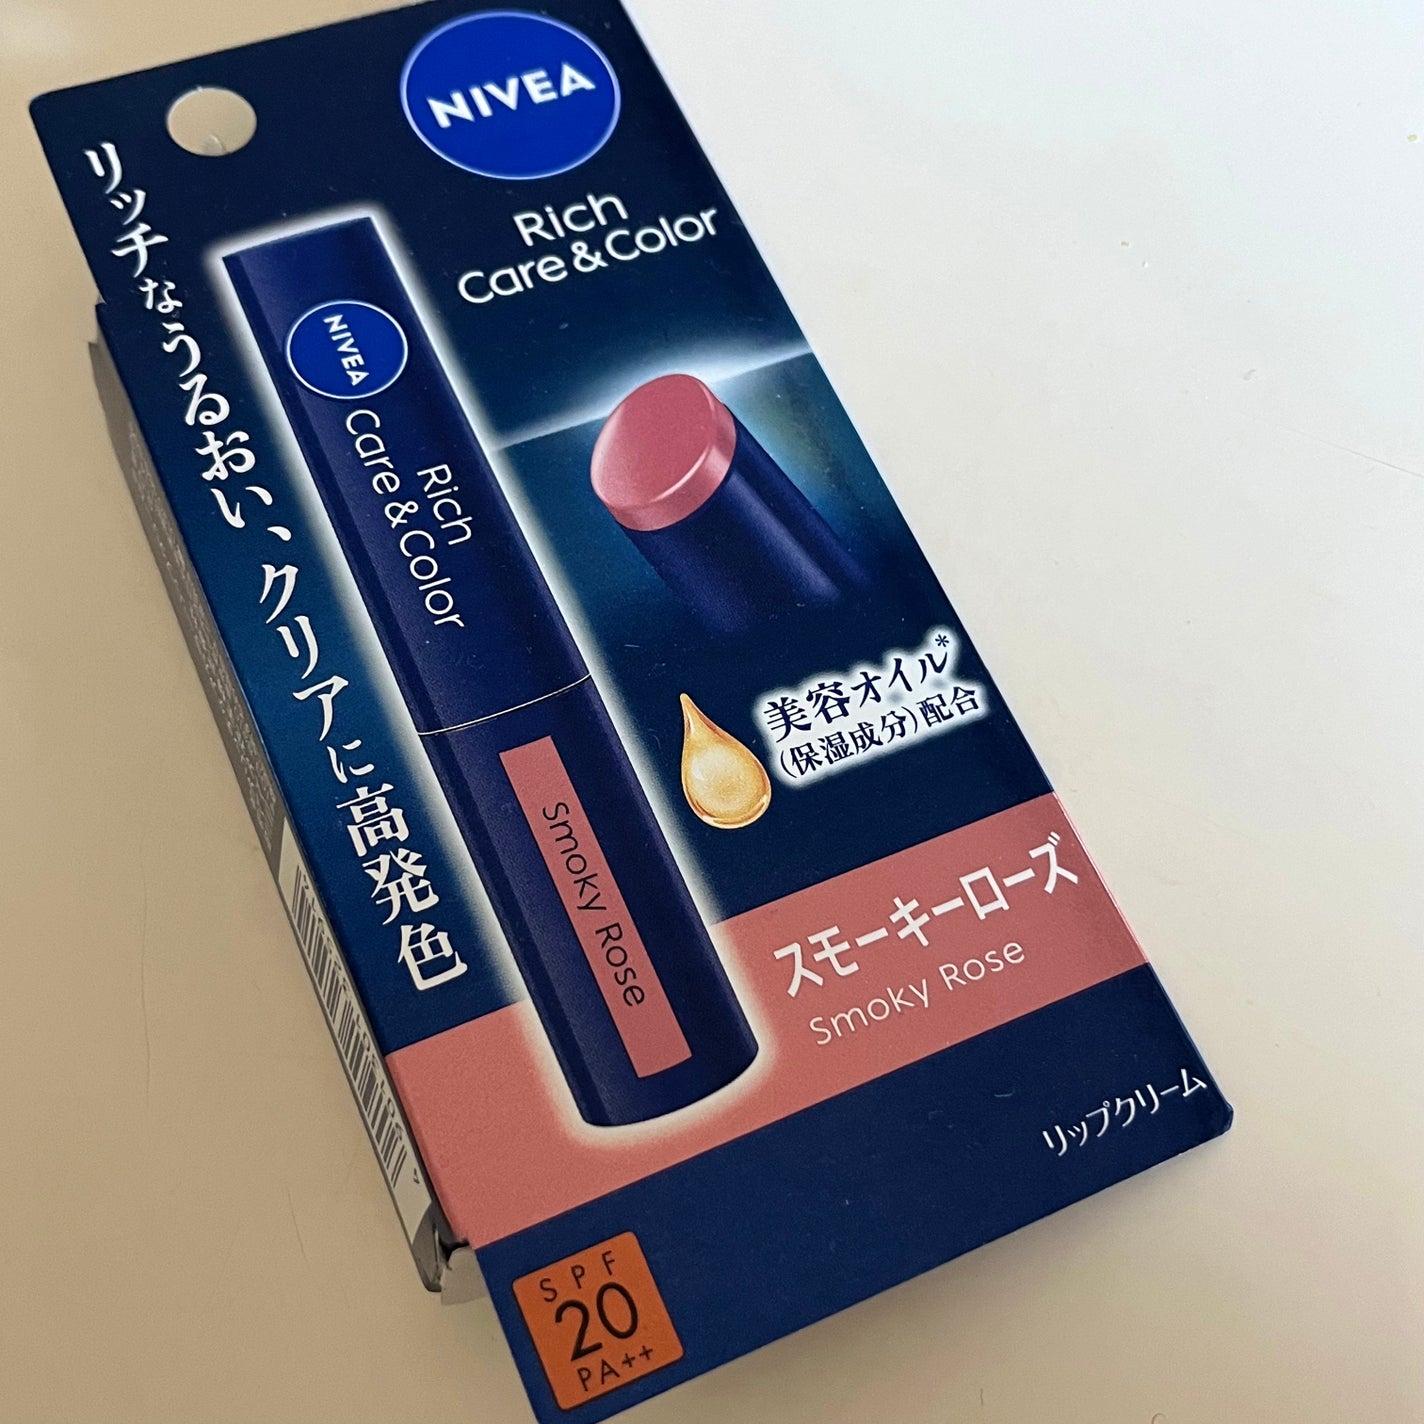 NIVEA
Rich
Care & Color
リッチなうるおい、クリアに高発色
NIVEA
Rich
Care & Color
Smoky Rose
美容オイル*
(保湿成分)配合
スモーキーローズ
Smoky Rose
リップクリーム
SPF
20
PA++